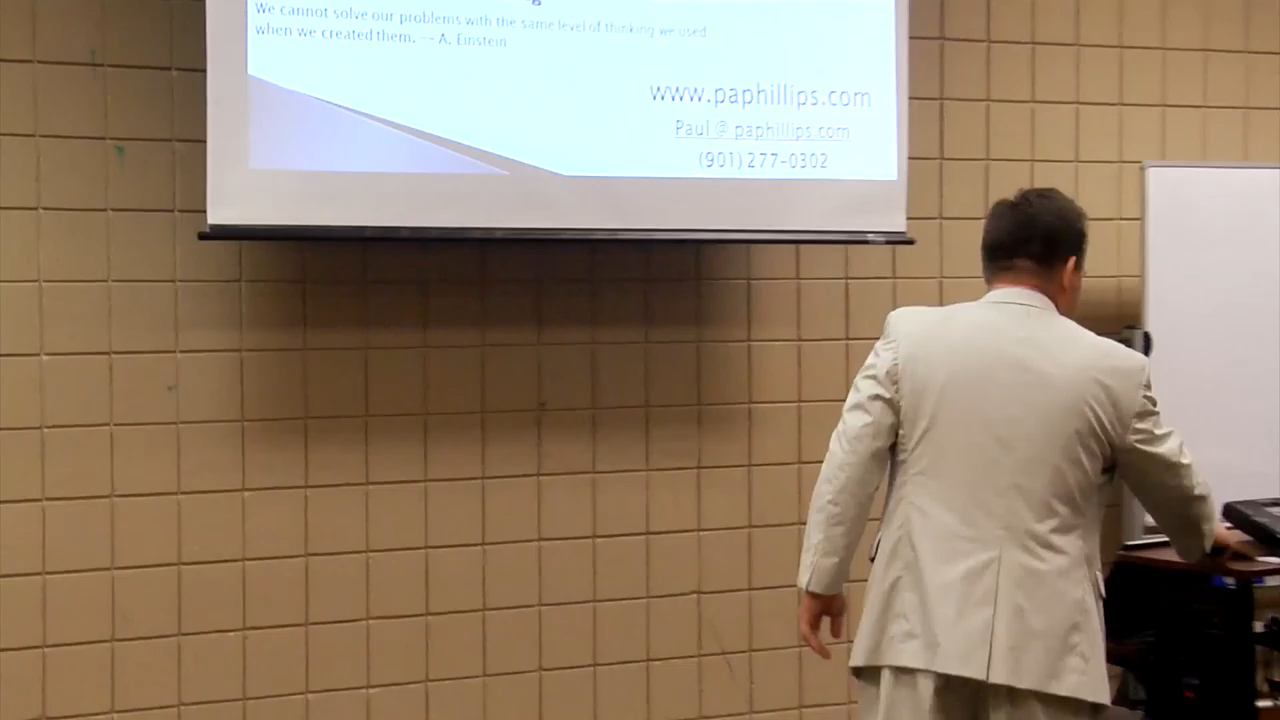 We cannot solve our problems with the same level of thinking we used
when we created them. -- A. Einstein
www.paphillips.com
Paul @ paphillips.com
(901) 277-0302